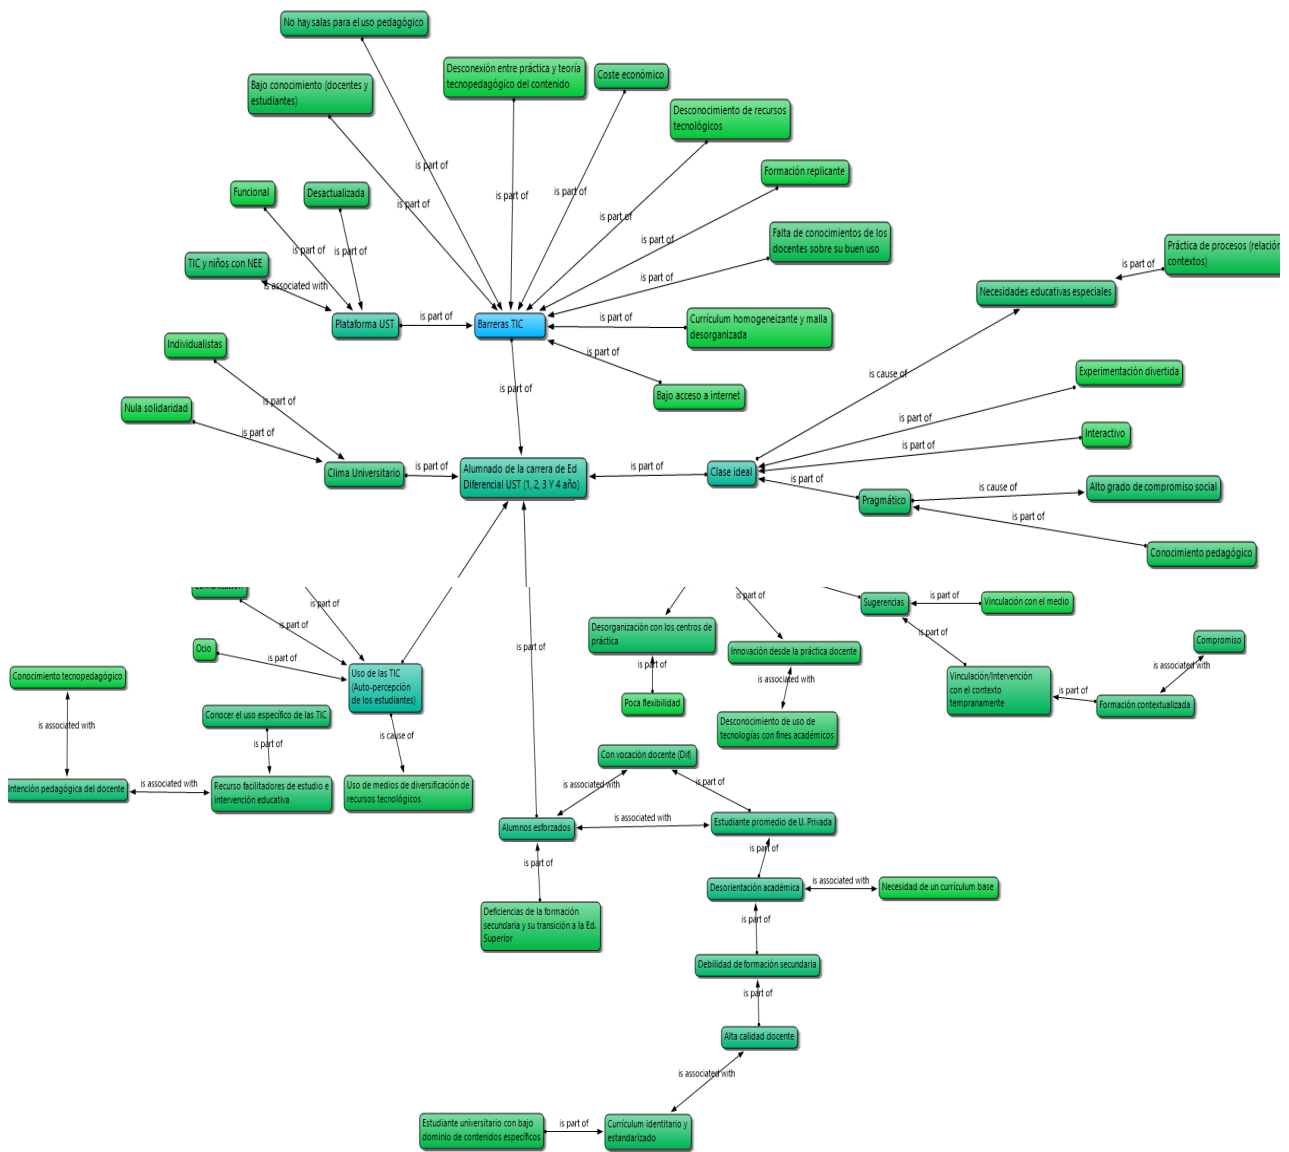 No hay salas para el uso pedagógico
Desconexión entre práctica y teoría
tecnopedagógico del contenido
Coste económico
Bajo conocimiento (docentes y
estudiantes)
Desconocimiento de recursos
tecnológicos
is part of
is part of
is part of
is part of
is part of
Formación replicante
Funcional
Desactualizada
is part of
Falta de conocimientos de los
docentes sobre su buen uso
is part of
is part of
is part of
TIC y niños con NEE
is associated with
Práctica de procesos (relación
contextos)
is part of
Necesidades educativas especiales
Plataforma UST
is part of
Barreras TIC
is part of
Currículum homogeneizante y malla
desorganizada
Individualistas
is part of
is part of
Bajo acceso a internet
is cause of
Experimentación divertida
Nula solidaridad
is part of
is part of
is part of
is part of
Interactivo
Clima Universitario
is part of
Alumnado de la carrera de Ed
Diferencial UST (1, 2, 3 Y 4 año)
is part of
Clase ideal
is part of
Pragmático
is cause of
Alto grado de compromiso social
is part of
Conocimiento pedagógico
is part of
is part of
Ocio
is part of
Uso de las TIC
(Auto-percepción
de los estudiantes)
is part of
Desorganización con los centros de
práctica
is part of
Poca flexibilidad
is part of
Innovación desde la práctica docente
is associated with
Desconocimiento de uso de
tecnologías con fines académicos
Sugerencias
is part of
Vinculación con el medio
is part of
Vinculación/Intervención
con el contexto
tempranamente
is part of
Formación contextualizada
is associated with
Compromiso
Conocimiento tecnopedagógico
is associated with
Intención pedagógica del docente
is associated with
Conocer el uso específico de las TIC
is part of
Recurso facilitadores de estudio e
intervención educativa
is cause of
Uso de medios de diversificación de
recursos tecnológicos
Con vocación docente (Dif)
is associated with
is part of
Alumnos esforzados
is associated with
Estudiante promedio de U. Privada
is part of
is part of
Deficiencias de la formación
secundaria y su transición a la Ed.
Superior
Desorientación académica
is associated with
Necesidad de un currículum base
is part of
Debilidad de formación secundaria
is part of
Alta calidad docente
is associated with
Estudiante universitario con bajo
dominio de contenidos específicos
is part of
Currículum identitario y
estandarizado